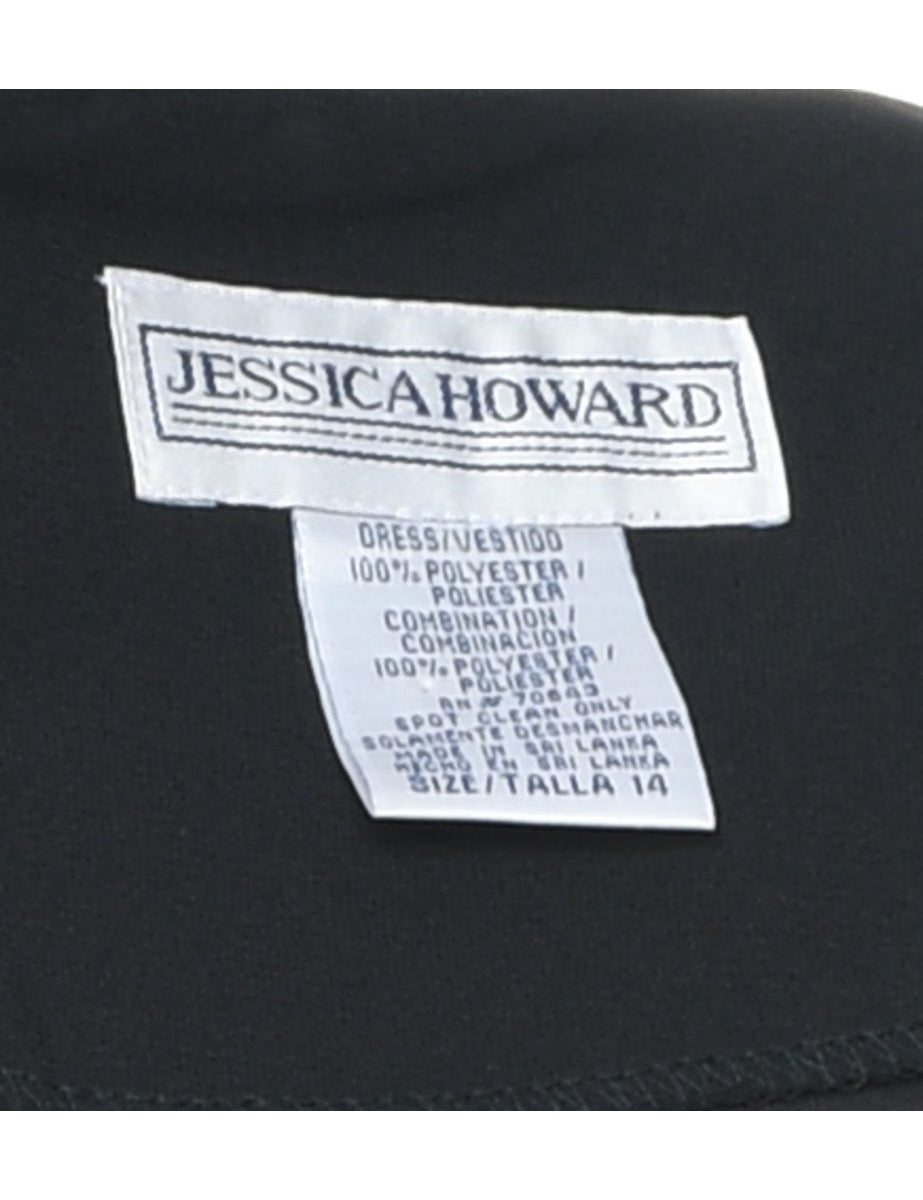 JESSICA HOWARD
DRESS/VESTIDO
100% POLYESTER /
POLIESTER
COMBINATION /
COMBINACION
100% POLYESTER /
POLIESTER
RN № 70643
SPOT CLEAN ONLY
SOLAMENTE DESMANCHAR
MADE IN SRI LANKA
HECHO EN SRI LANKA
SIZE/TALLA 14